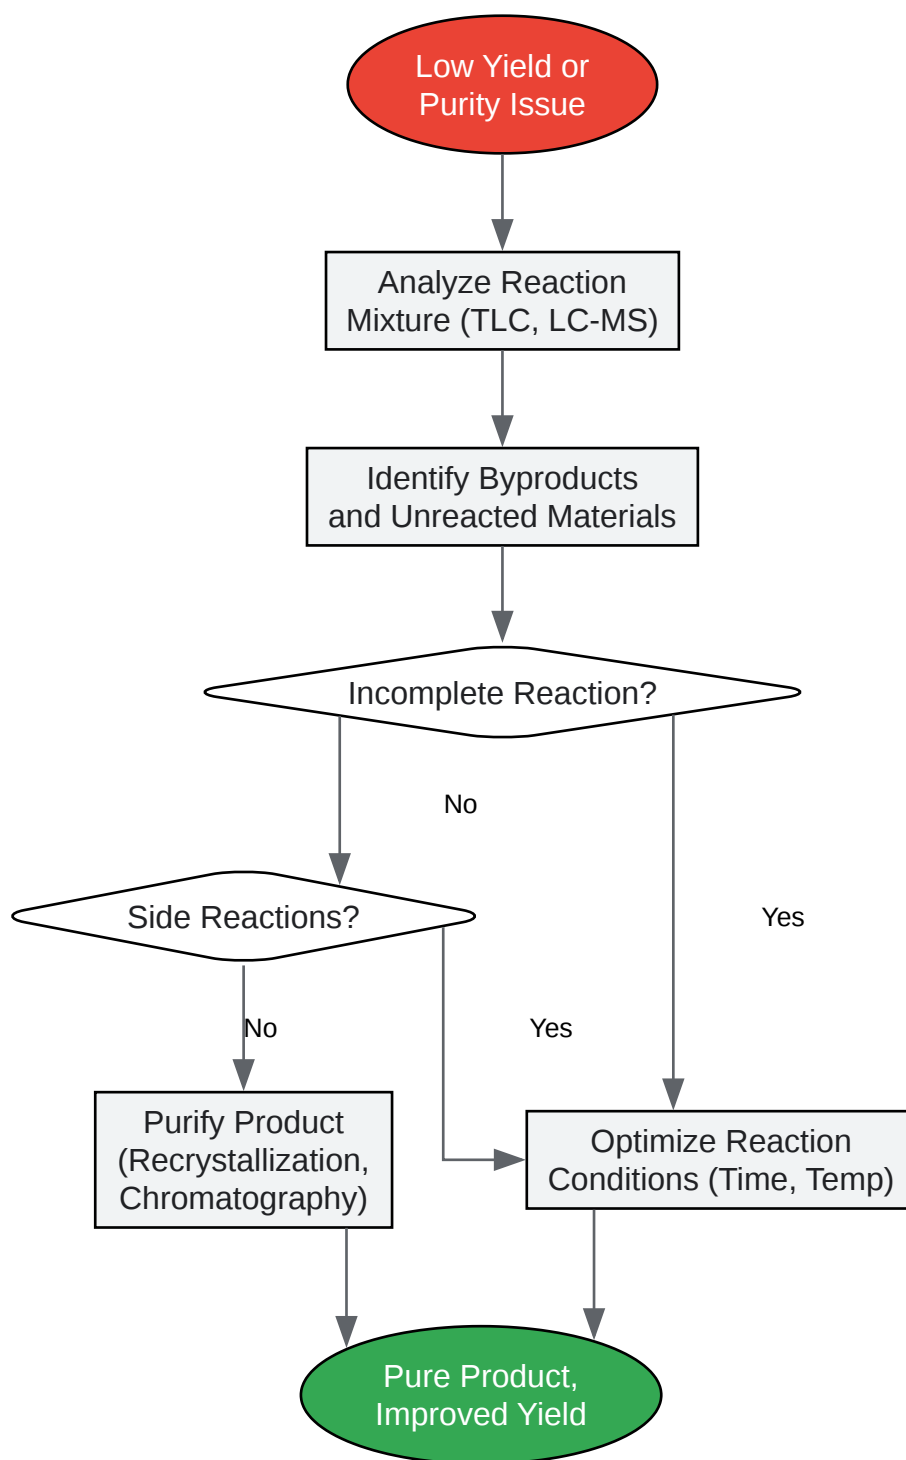 Low Yield or
Purity Issue
Analyze Reaction
Mixture (TLC, LC-MS)
Identify Byproducts
and Unreacted Materials
Incomplete Reaction?
No
Side Reactions?
Yes
No
Yes
Purify Product
(Recrystallization,
Chromatography)
Optimize Reaction
Conditions (Time, Temp)
Pure Product,
Improved Yield